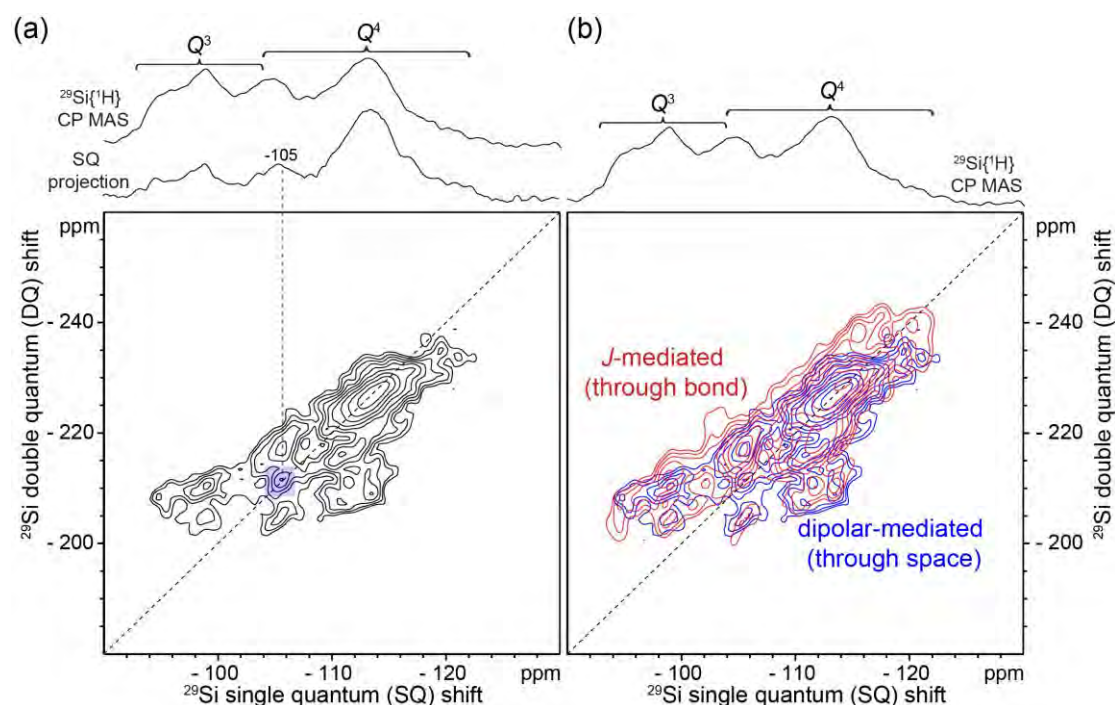 (a)
Q3
Q4
29Si{1H}
CP MAS
SQ
projection
-105
ppm
- 240
- 220
- 200
29Si double quantum (DQ) shift
- 100
- 110
- 120
ppm
29Si single quantum (SQ) shift
(b)
Q3
Q4
29Si{1H}
CP MAS
ppm
J-mediated
(through bond)
dipolar-mediated
(through space)
- 240
- 220
- 200
29Si double quantum (DQ) shift
- 100
- 110
- 120
ppm
29Si single quantum (SQ) shift